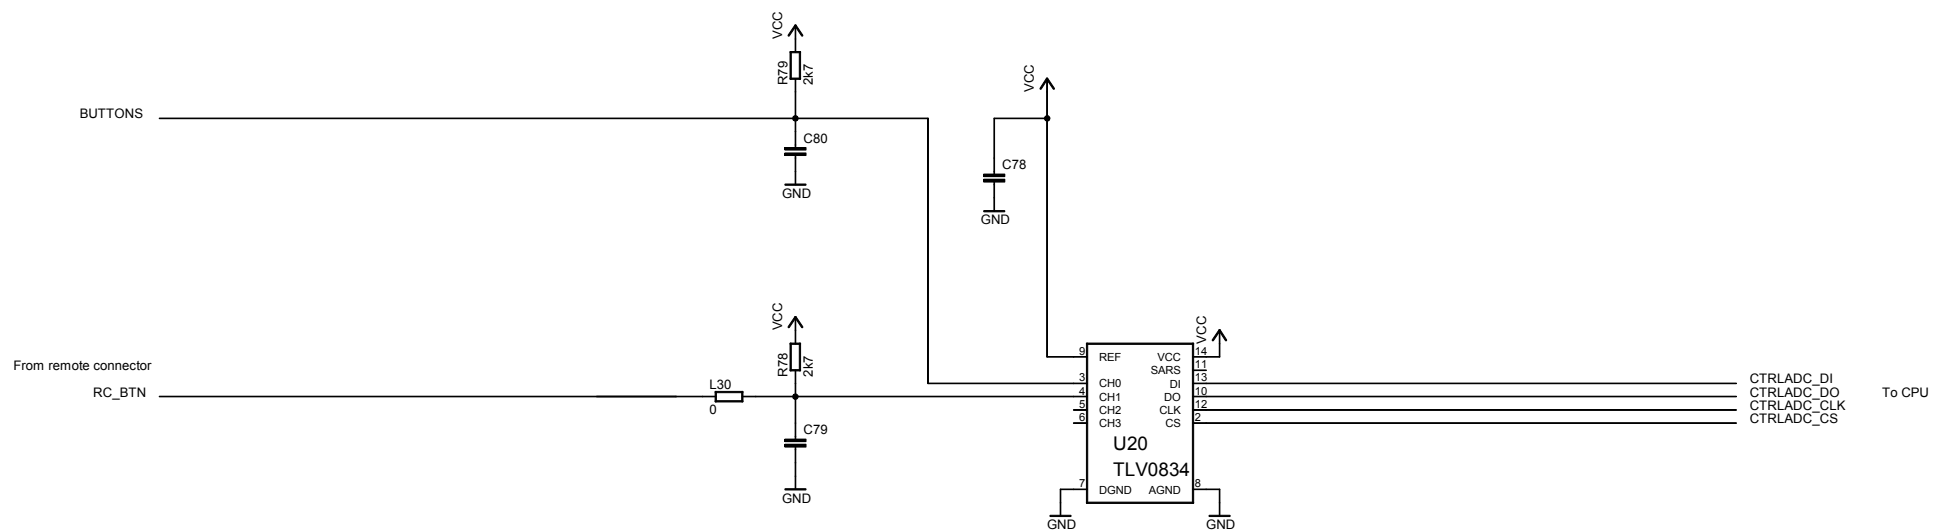 VCC
R79
2k7
BUTTONS
C80
GND
VCC
C78
GND
VCC
R78
2k7
From remote connector
RC_BTN
L30
0
C79
GND
VCC
9 REF VCC 14
SARS 11
3 CH0 DI 13
4 CH1 DO 10
5 CH2 CLK 12
6 CH3 CS 2
U20
TLV0834
7 DGND AGND 8
GND
GND
CTRLADC_DI
CTRLADC_DO
CTRLADC_CLK
CTRLADC_CS
To CPU